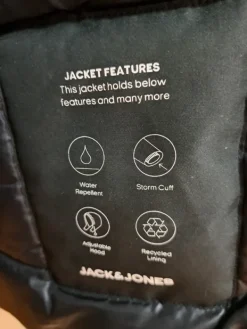 JACKET FEATURES
This jacket holds below
features and many more
Water
Repellent
Storm Cuff
Adjustable
Hood
Recycled
Lining
JACK&JONES